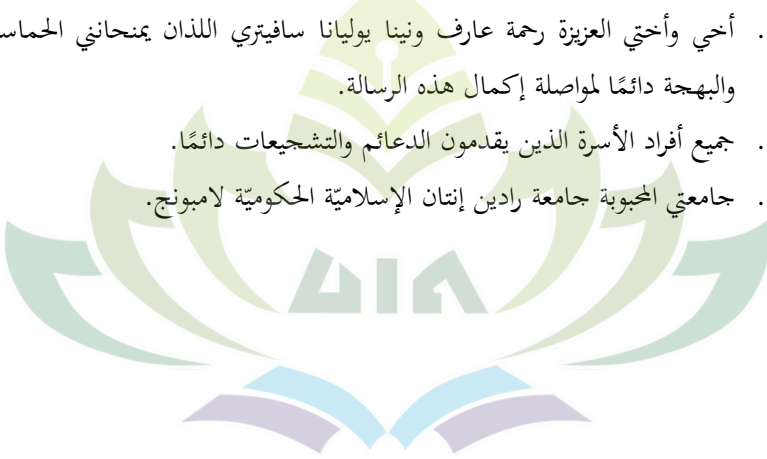 . أخي وأختي العزيزة رحمة عارف ونينا يوليانا سافيتري اللذان يمنحانني الحماس
والبهجة دائمًا لمواصلة إكمال هذه الرسالة.
. جميع أفراد الأسرة الذين يقدمون الدعائم والتشجيعات دائمًا.
. جامعتي المحبوبة جامعة رادين إنتان الإسلاميّة الحكوميّة لامبونج.
UIN